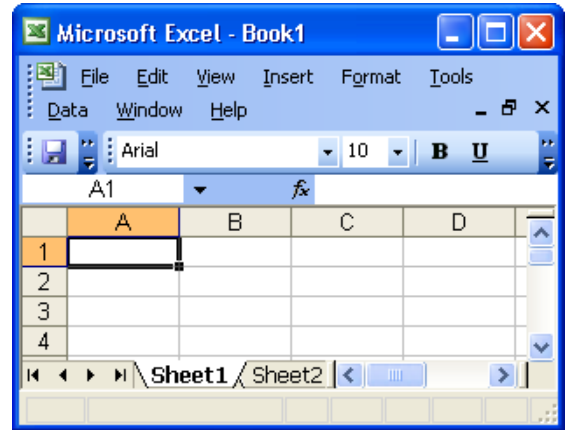 Microsoft Excel - Book1
File Edit View Insert Format Tools
Data Window Help
Arial 10 B U
A1 fx
A B C D
1
2
3
4
Sheet1 Sheet2